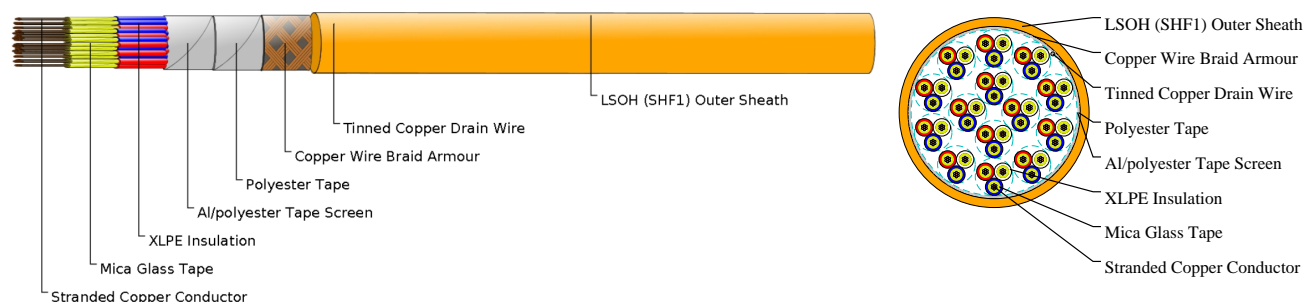 LSOH (SHF1) Outer Sheath
Tinned Copper Drain Wire
Copper Wire Braid Armour
Polyester Tape
Al/polyester Tape Screen
XLPE Insulation
Mica Glass Tape
Stranded Copper Conductor
LSOH (SHF1) Outer Sheath
Copper Wire Braid Armour
Tinned Copper Drain Wire
Polyester Tape
Al/polyester Tape Screen
XLPE Insulation
Mica Glass Tape
Stranded Copper Conductor